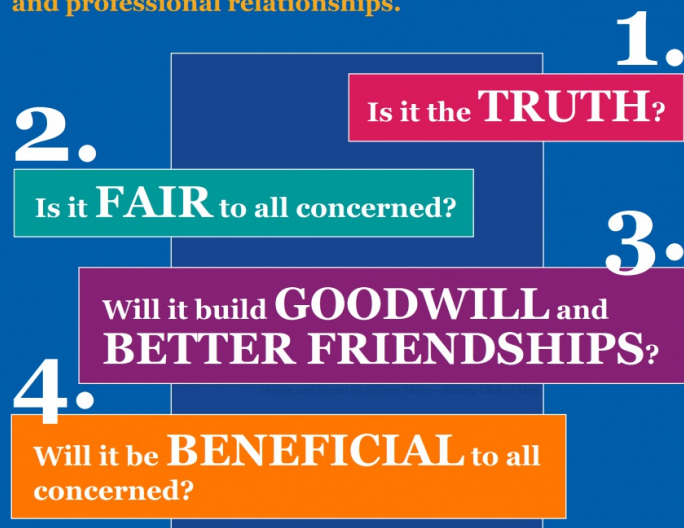 and professional relationships.
1.
Is it the TRUTH?
2.
Is it FAIR to all concerned?
3.
Will it build GOODWILL and
BETTER FRIENDSHIPS?
4.
Will it be BENEFICIAL to all
concerned?